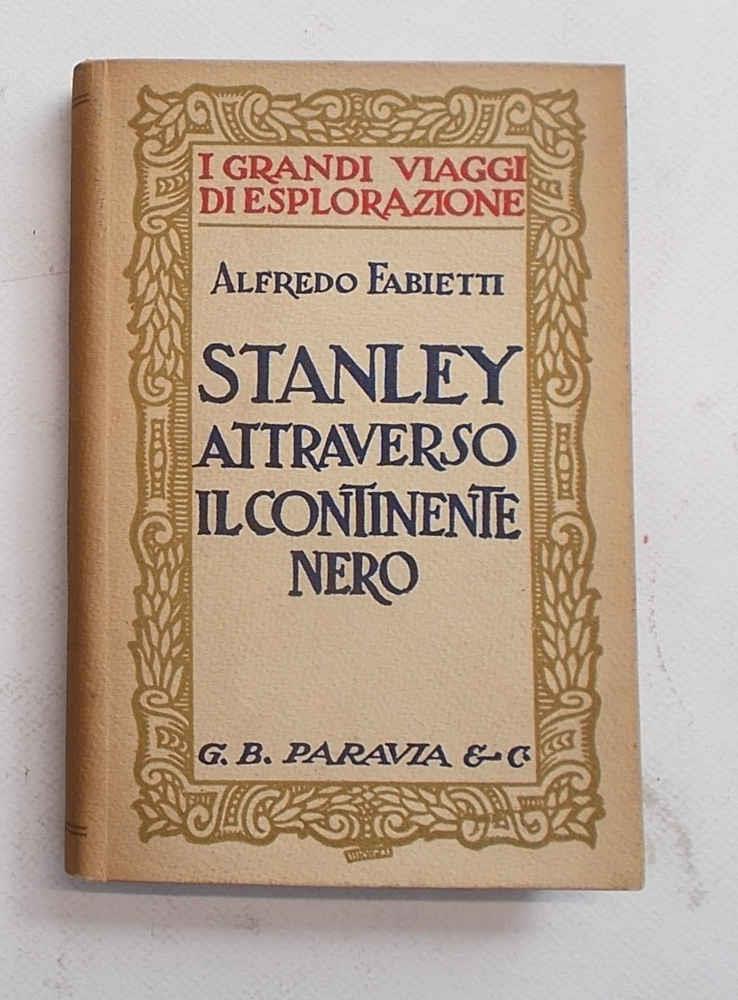 I GRANDI VIAGGI
DI ESPLORAZIONE
ALFREDO FABIETTI
STANLEY
ATTRAVERSO
IL CONTINENTE
NERO
G. B. PARAVIA & C.